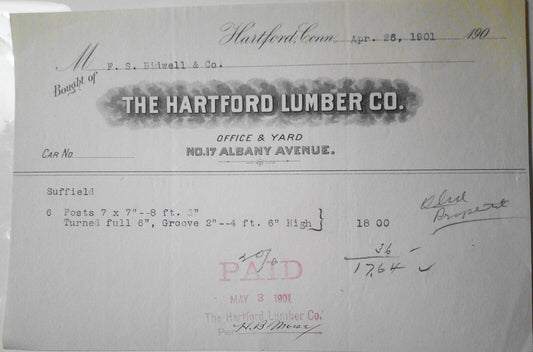 Hartford, Conn. Apr. 26, 1901 190
M F. S. Bidwell & Co.
Bought of
THE HARTFORD LUMBER CO.
OFFICE & YARD
NO. 17 ALBANY AVENUE.
CAR No.
Suffield
6 Posts 7 x 7"--8 ft. 3"
Turned full 6", Groove 2"--4 ft. 6" High} 18 00
2%
36
17,64
PAID
MAY 3 1901
The Hartford Lumber Co.
Per